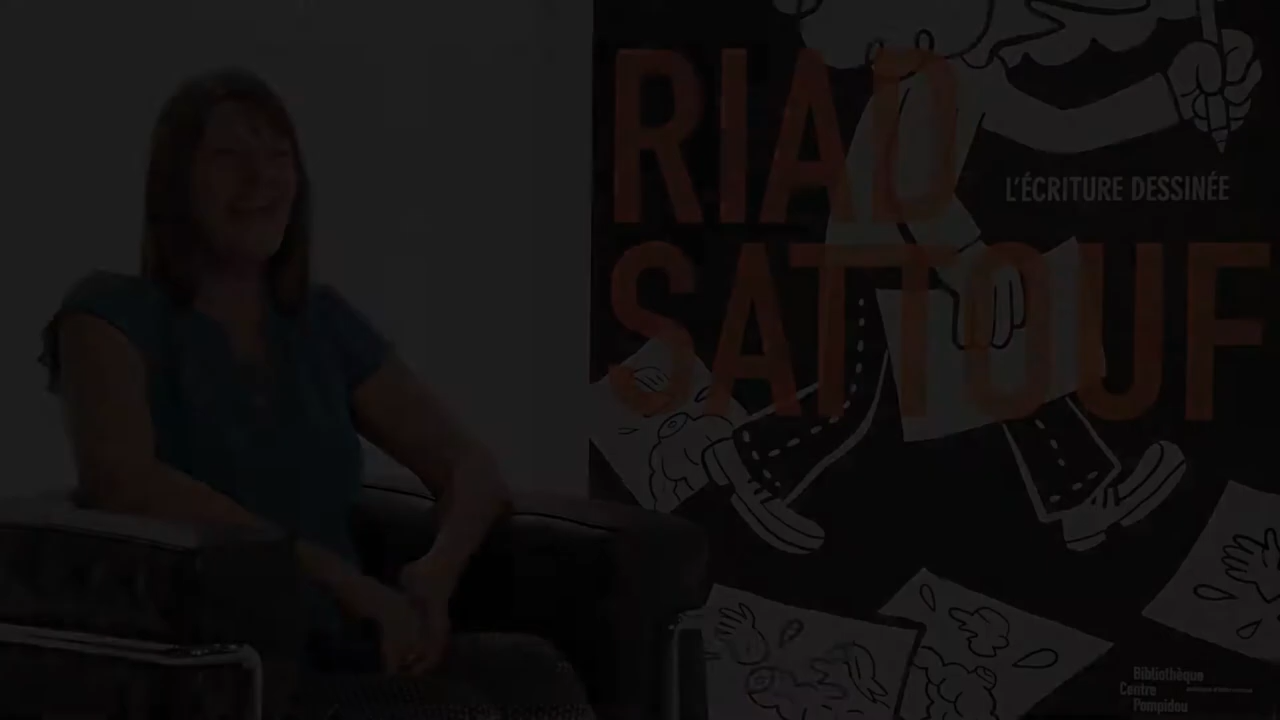 RIAD
L'ÉCRITURE DESSINÉE
SATTOUF
Bibliothèque
Centre
Pompidou